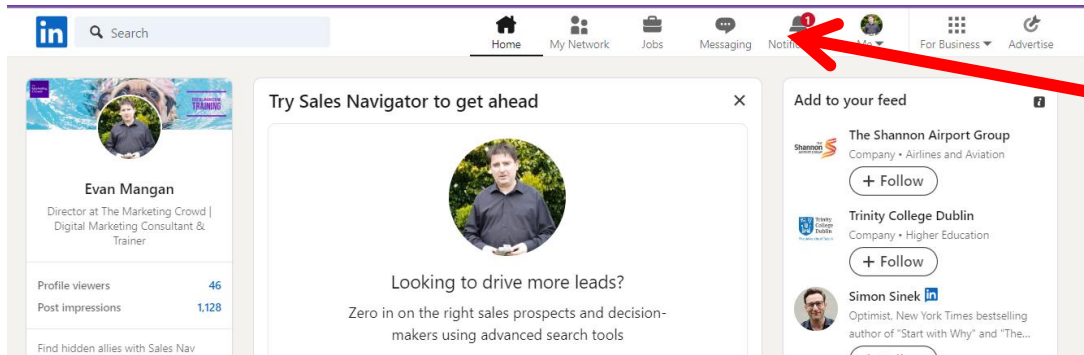 in
Search
Home
My Network
Jobs
Messaging
1
For Business
Advertise
TRAINING
Evan Mangan
Director at The Marketing Crowd |
Digital Marketing Consultant &
Trainer
Profile viewers 46
Post impressions 1,128
Find hidden allies with Sales Nav
Try Sales Navigator to get ahead
Looking to drive more leads?
Zero in on the right sales prospects and decision-
makers using advanced search tools
Add to your feed
Shannon
The Shannon Airport Group
Company • Airlines and Aviation
+ Follow
Trinity
College
Dublin
Trinity College Dublin
Company • Higher Education
+ Follow
Simon Sinek in
Optimist, New York Times bestselling
author of "Start with Why" and "The...